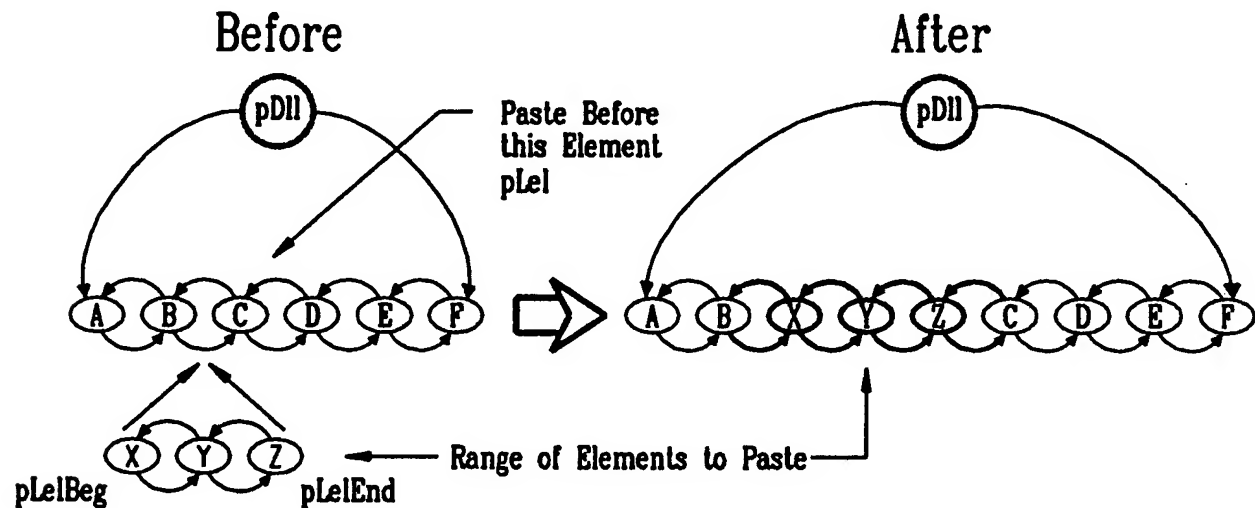 Before
After
pDll
pDll
Paste Before
this Element
pLel
A B C D E F
A B X Y Z C D E F
X Y Z
Range of Elements to Paste
pLelBeg
pLelEnd